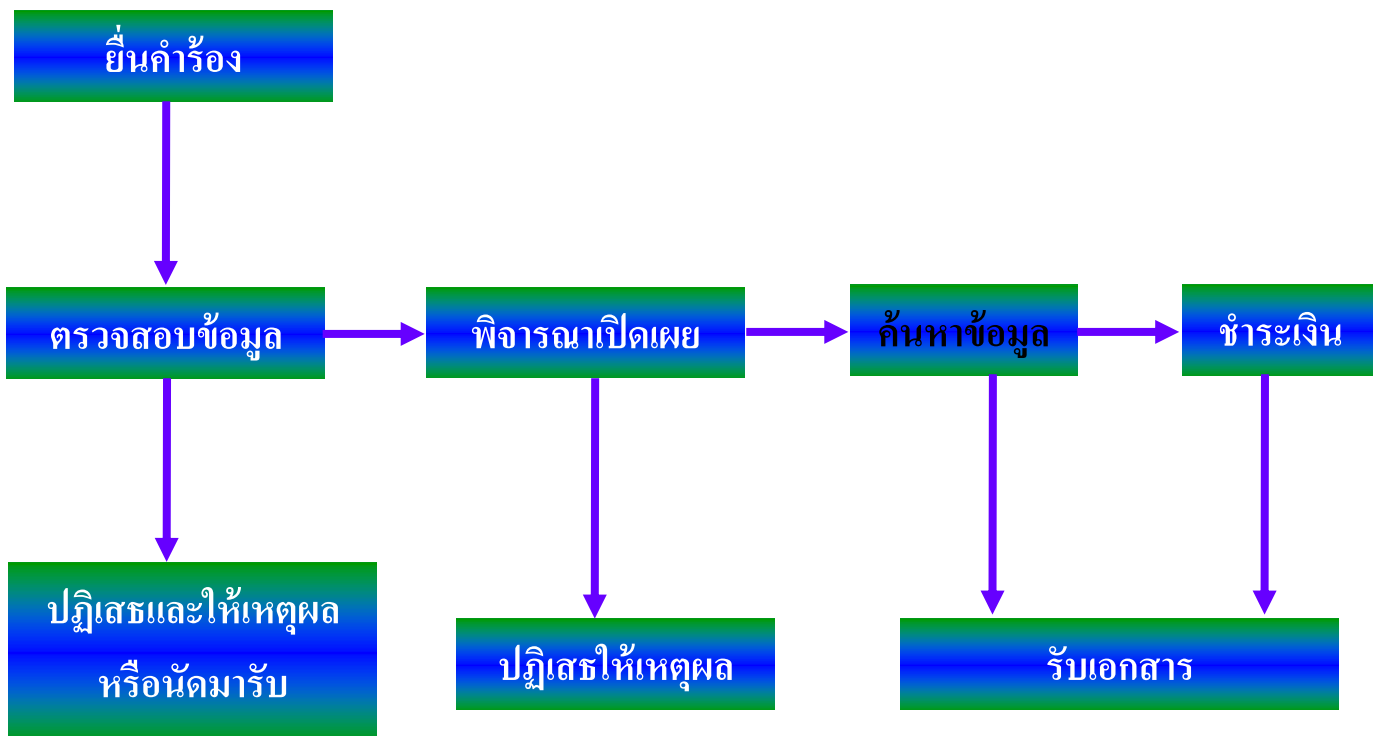 ยื่นคำร้อง
ตรวจสอบข้อมูล
พิจารณาเปิดเผย
ค้นหาข้อมูล
ชำระเงิน
ปฏิเสธและให้เหตุผล
หรือนัดมารับ
ปฏิเสธให้เหตุผล
รับเอกสาร